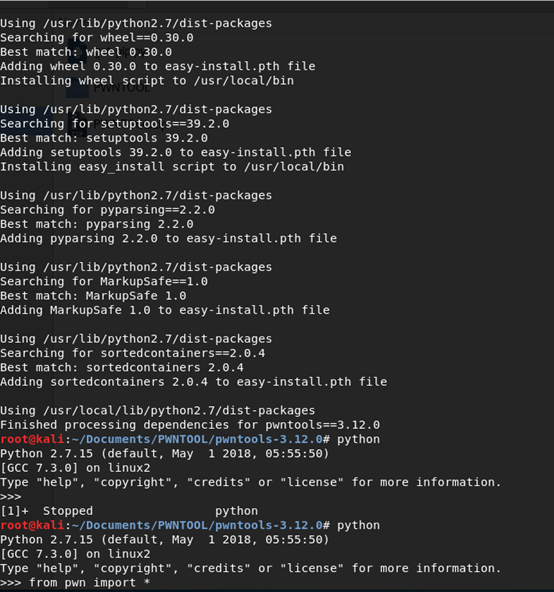 Using /usr/lib/python2.7/dist-packages
Searching for wheel==0.30.0
Best match: wheel 0.30.0
Adding wheel 0.30.0 to easy-install.pth file
Installing wheel script to /usr/local/bin
PWNTOOL
Using /usr/lib/python2.7/dist-packages
Searching for setuptools==39.2.0
Best match: setuptools 39.2.0
Adding setuptools 39.2.0 to easy-install.pth file
Installing easy_install script to /usr/local/bin
Using /usr/lib/python2.7/dist-packages
Searching for pyparsing==2.2.0
Best match: pyparsing 2.2.0
Adding pyparsing 2.2.0 to easy-install.pth file
Using /usr/lib/python2.7/dist-packages
Searching for MarkupSafe==1.0
Best match: MarkupSafe 1.0
Adding MarkupSafe 1.0 to easy-install.pth file
Using /usr/lib/python2.7/dist-packages
Searching for sortedcontainers==2.0.4
Best match: sortedcontainers 2.0.4
Adding sortedcontainers 2.0.4 to easy-install.pth file
Using /usr/local/lib/python2.7/dist-packages
Finished processing dependencies for pwntools==3.12.0
root@kali:~/Documents/PWNTOOL/pwntools-3.12.0# python
Python 2.7.15 (default, May  1 2018, 05:55:50)
[GCC 7.3.0] on linux2
Type "help", "copyright", "credits" or "license" for more information.
>>>
[1]+  Stopped                 python
root@kali:~/Documents/PWNTOOL/pwntools-3.12.0# python
Python 2.7.15 (default, May  1 2018, 05:55:50)
[GCC 7.3.0] on linux2
Type "help", "copyright", "credits" or "license" for more information.
>>> from pwn import *